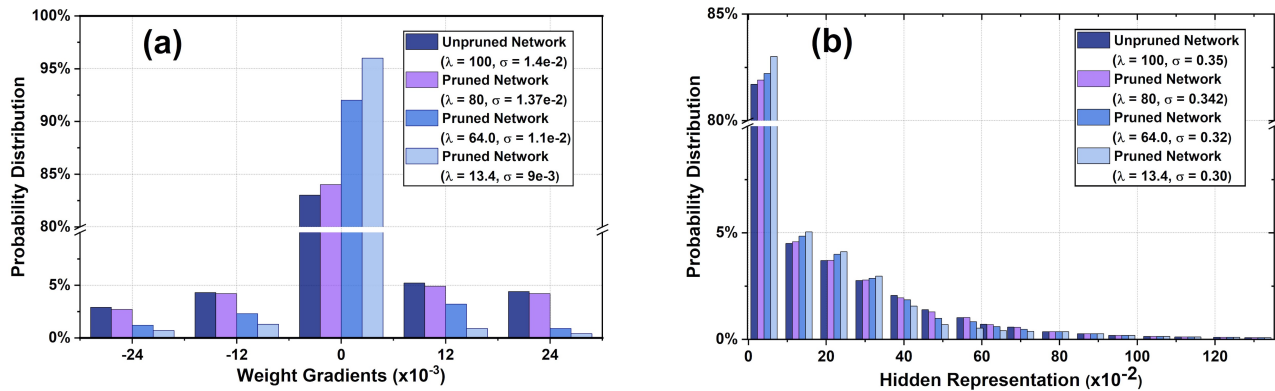 (a)
100%
95%
90%
85%
80%
5%
0%
Probability Distribution
Unpruned Network
(λ = 100, σ = 1.4e-2)
Pruned Network
(λ = 80, σ = 1.37e-2)
Pruned Network
(λ = 64.0, σ = 1.1e-2)
Pruned Network
(λ = 13.4, σ = 9e-3)
-24 -12 0 12 24
Weight Gradients (x10⁻³)
(b)
85%
80%
5%
0%
Probability Distribution
Unpruned Network
(λ = 100, σ = 0.35)
Pruned Network
(λ = 80, σ = 0.342)
Pruned Network
(λ = 64.0, σ = 0.32)
Pruned Network
(λ = 13.4, σ = 0.30)
0 20 40 60 80 100 120
Hidden Representation (×10⁻²)